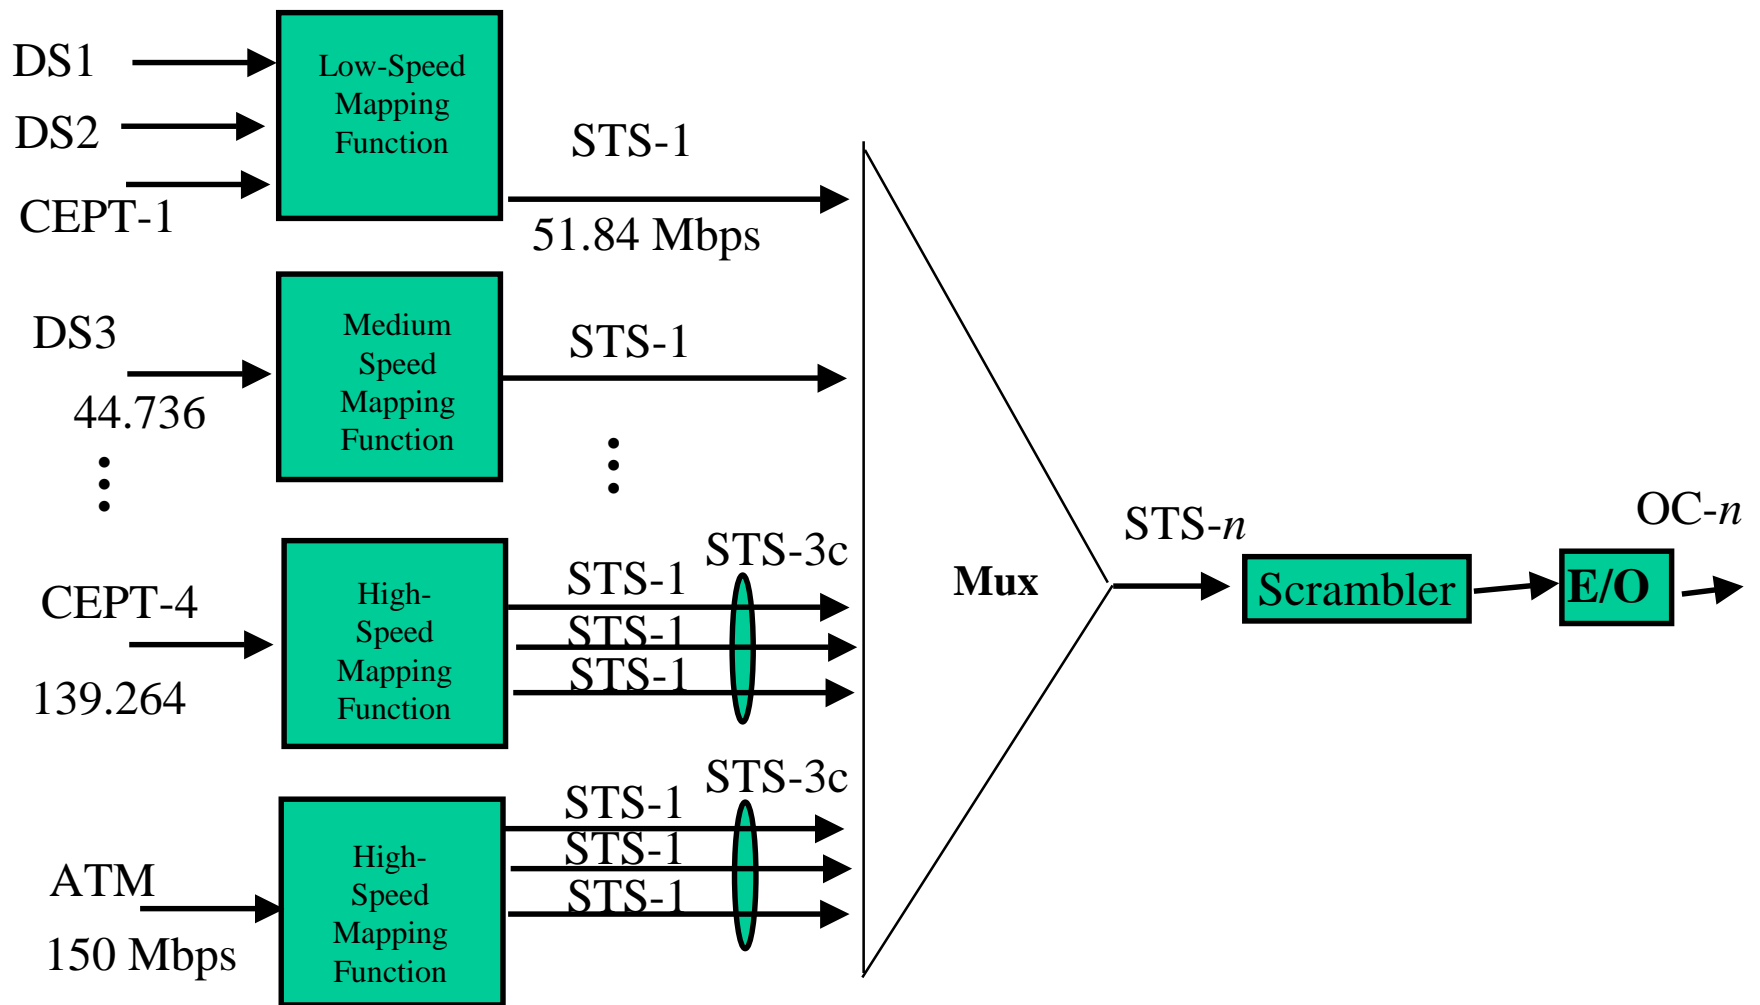 DS1
DS2
CEPT-1
Low-Speed
Mapping
Function
STS-1
51.84 Mbps
DS3
44.736
Medium
Speed
Mapping
Function
STS-1
CEPT-4
139.264
High-
Speed
Mapping
Function
STS-1
STS-1
STS-1
STS-3c
ATM
150 Mbps
High-
Speed
Mapping
Function
STS-1
STS-1
STS-1
STS-3c
Mux
STS-n
Scrambler
E/O
OC-n